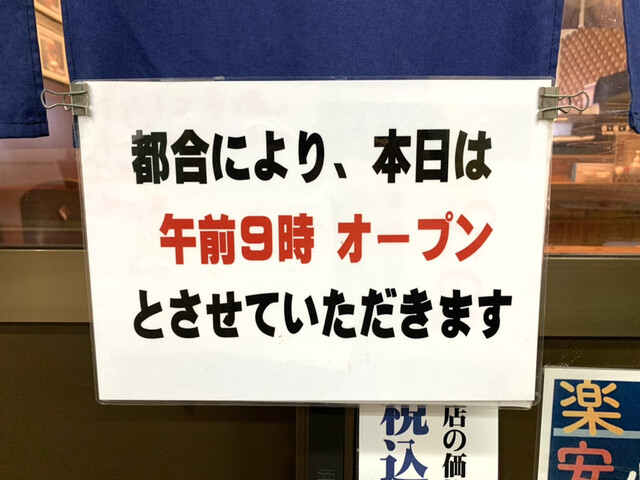 都合により、本日は
午前9時 オープン
とさせていただきます
店の価
税込
楽
安